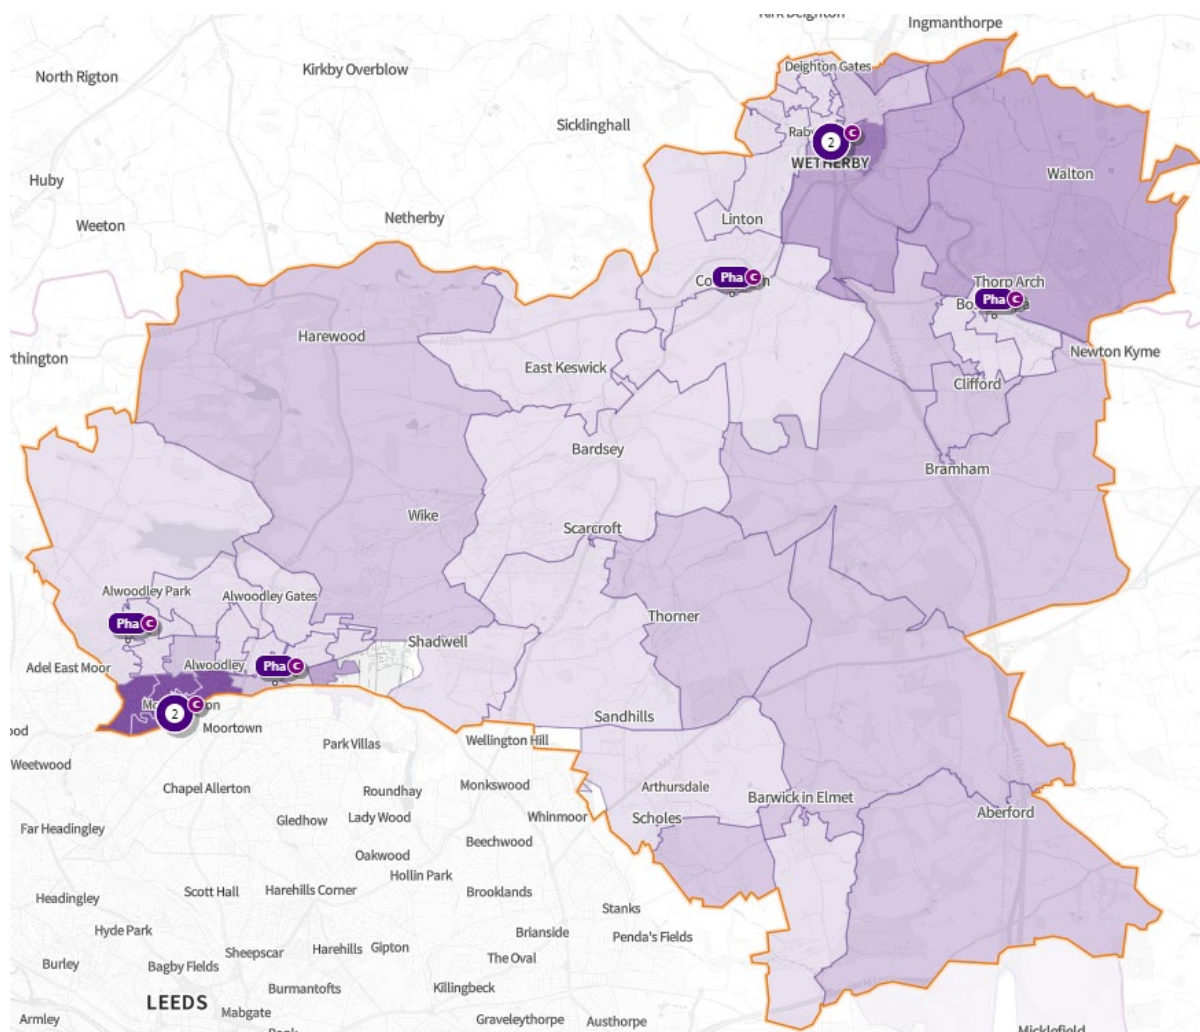 Kirk Deighton
Ingmanthorpe
North Rigton
Kirkby Overblow
Deighton Gates
Sicklinghall
2
C
WETHERBY
Walton
Huby
Netherby
Linton
Weeton
Pha C
Thorp Arch
Pha C
Harewood
Newton Kyme
East Keswick
Clifford
Bardsey
Bramham
Wike
Scarcroft
Alwoodley Park
Alwoodley Gates
Thorner
Pha C
Shadwell
Adel East Moor
Alwoodley
Pha C
C
2
Sandhills
Moortown
Park Villas
Wellington Hill
Weetwood
Chapel Allerton
Roundhay
Monkswood
Arthursdale
Barwick in Elmet
Aberford
Far Headingley
Gledhow
Lady Wood
Whinmoor
Scholes
Beechwood
Oakwood
Hollin Park
Headingley
Scott Hall
Harehills Corner
Brooklands
Stanks
Hyde Park
Brianside
Penda's Fields
Sheepscar
Harehills
Gipton
The Oval
Burley
Bagby Fields
Burmantofts
Killingbeck
LEEDS
Mabgate
Armley
Graveleythorpe
Austhorpe
Micklefield